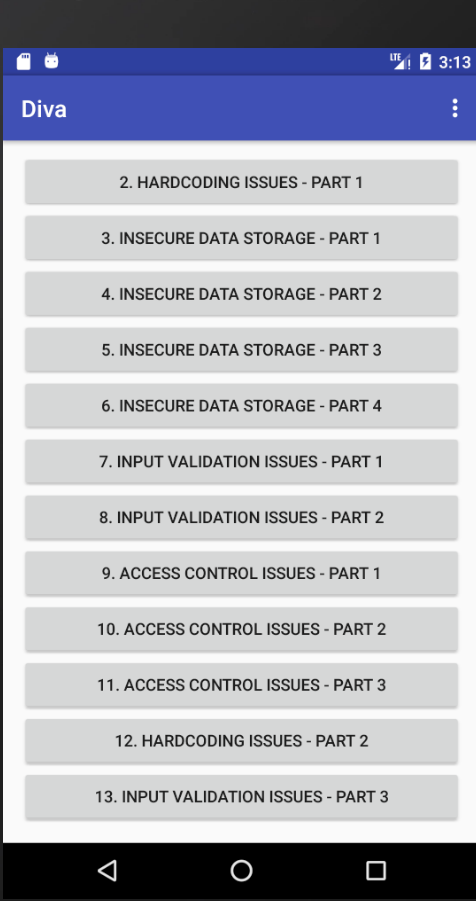 LTE 3:13
Diva
2. HARDCODING ISSUES - PART 1
3. INSECURE DATA STORAGE - PART 1
4. INSECURE DATA STORAGE - PART 2
5. INSECURE DATA STORAGE - PART 3
6. INSECURE DATA STORAGE - PART 4
7. INPUT VALIDATION ISSUES - PART 1
8. INPUT VALIDATION ISSUES - PART 2
9. ACCESS CONTROL ISSUES - PART 1
10. ACCESS CONTROL ISSUES - PART 2
11. ACCESS CONTROL ISSUES - PART 3
12. HARDCODING ISSUES - PART 2
13. INPUT VALIDATION ISSUES - PART 3